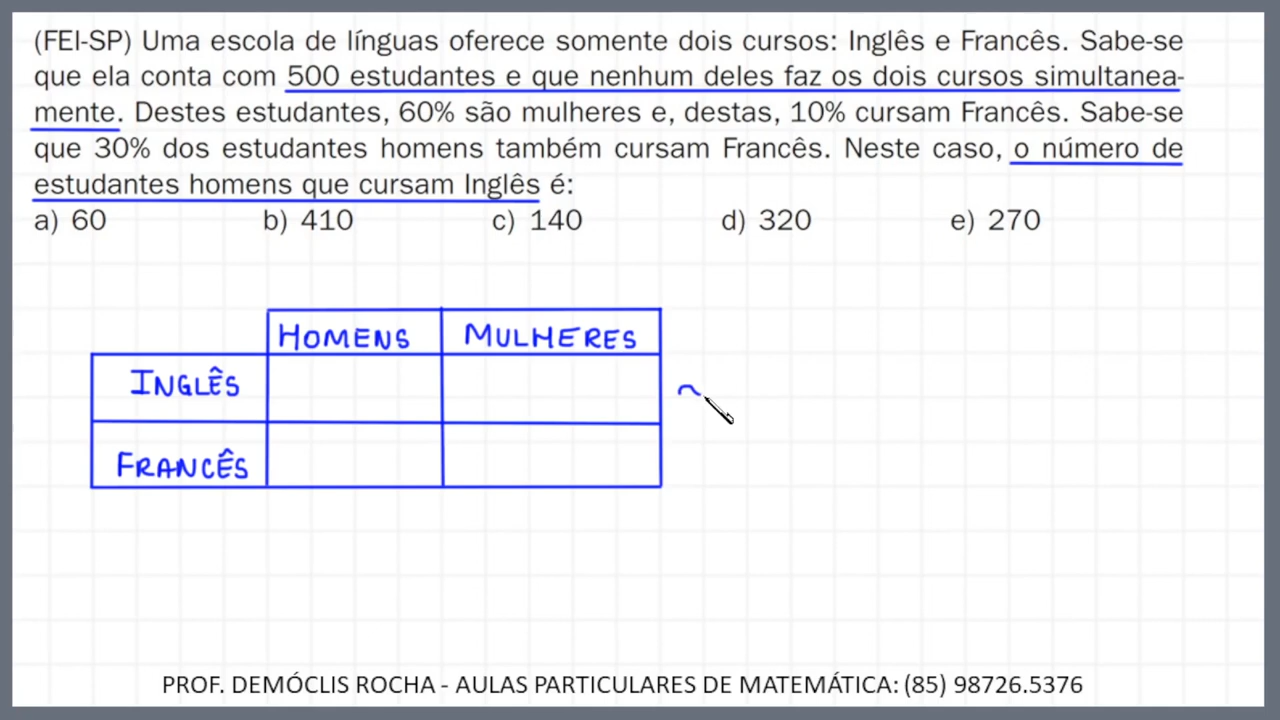 (FEI-SP) Uma escola de línguas oferece somente dois cursos: Inglês e Francês. Sabe-se
que ela conta com 500 estudantes e que nenhum deles faz os dois cursos simultanea-
mente. Destes estudantes, 60% são mulheres e, destas, 10% cursam Francês. Sabe-se
que 30% dos estudantes homens também cursam Francês. Neste caso, o número de
estudantes homens que cursam Inglês é:
a) 60 b) 410 c) 140 d) 320 e) 270
HOMENS MULHERES
INGLÊS
FRANCÊS
PROF. DEMÓCLIS ROCHA - AULAS PARTICULARES DE MATEMÁTICA: (85) 98726.5376